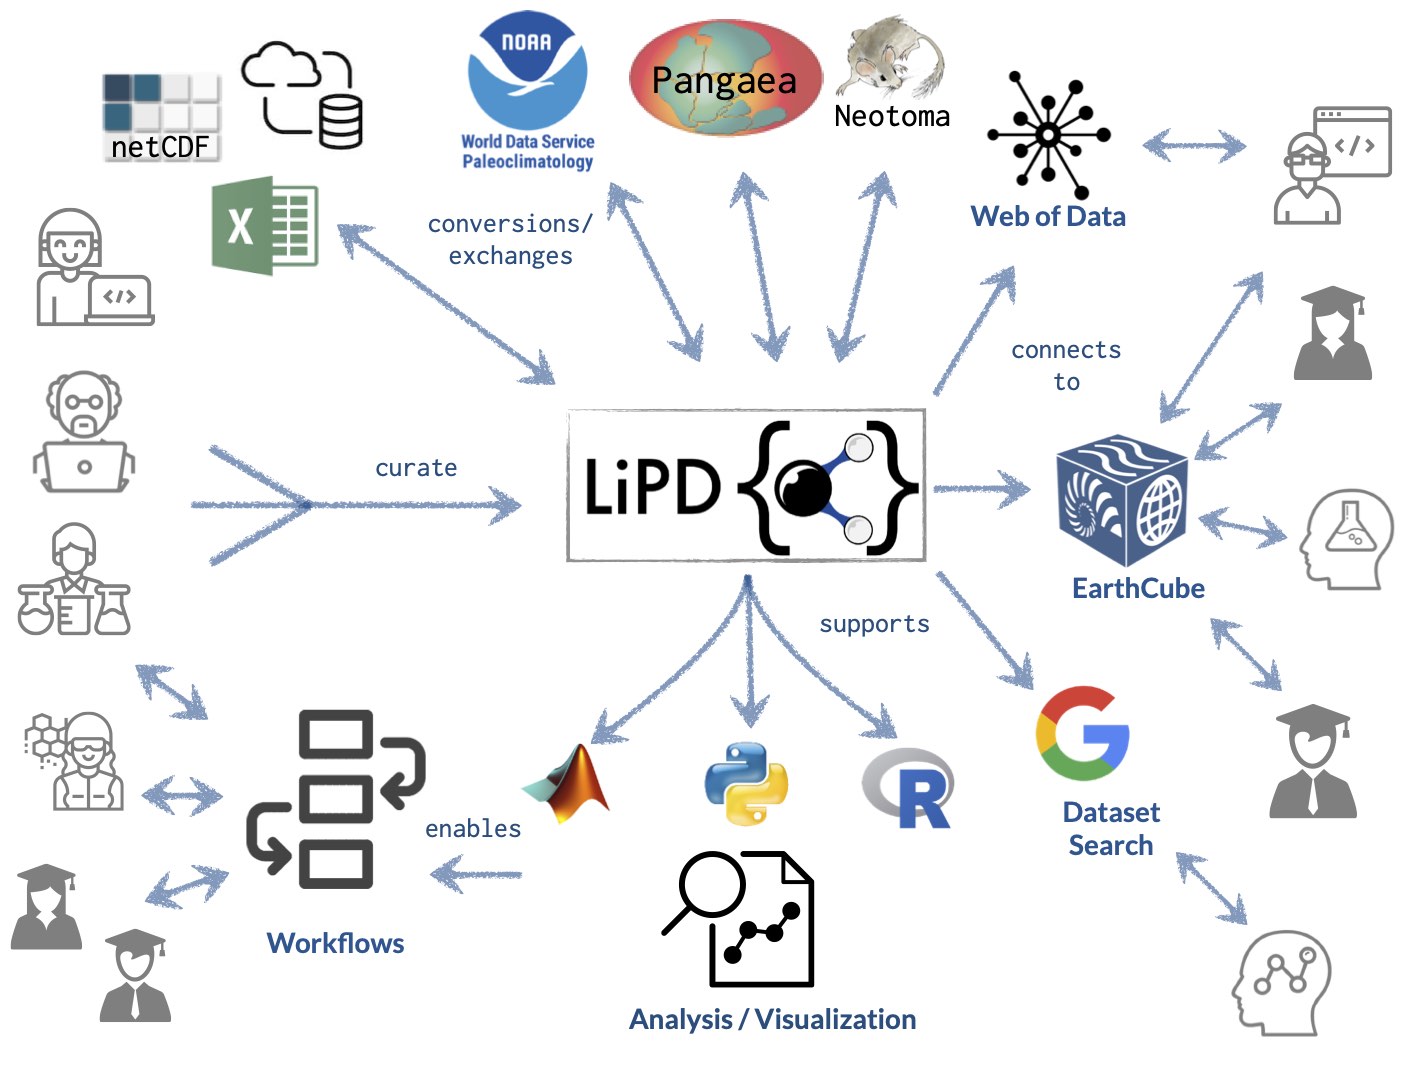 NOAA
World Data Service
Paleoclimatology
Pangaea
Neotoma
netCDF
X
</>
Web of Data
conversions/
exchanges
</>
connects
to
curate
LiPD
EarthCube
supports
G
Dataset
Search
R
enables
Workflows
Analysis / Visualization